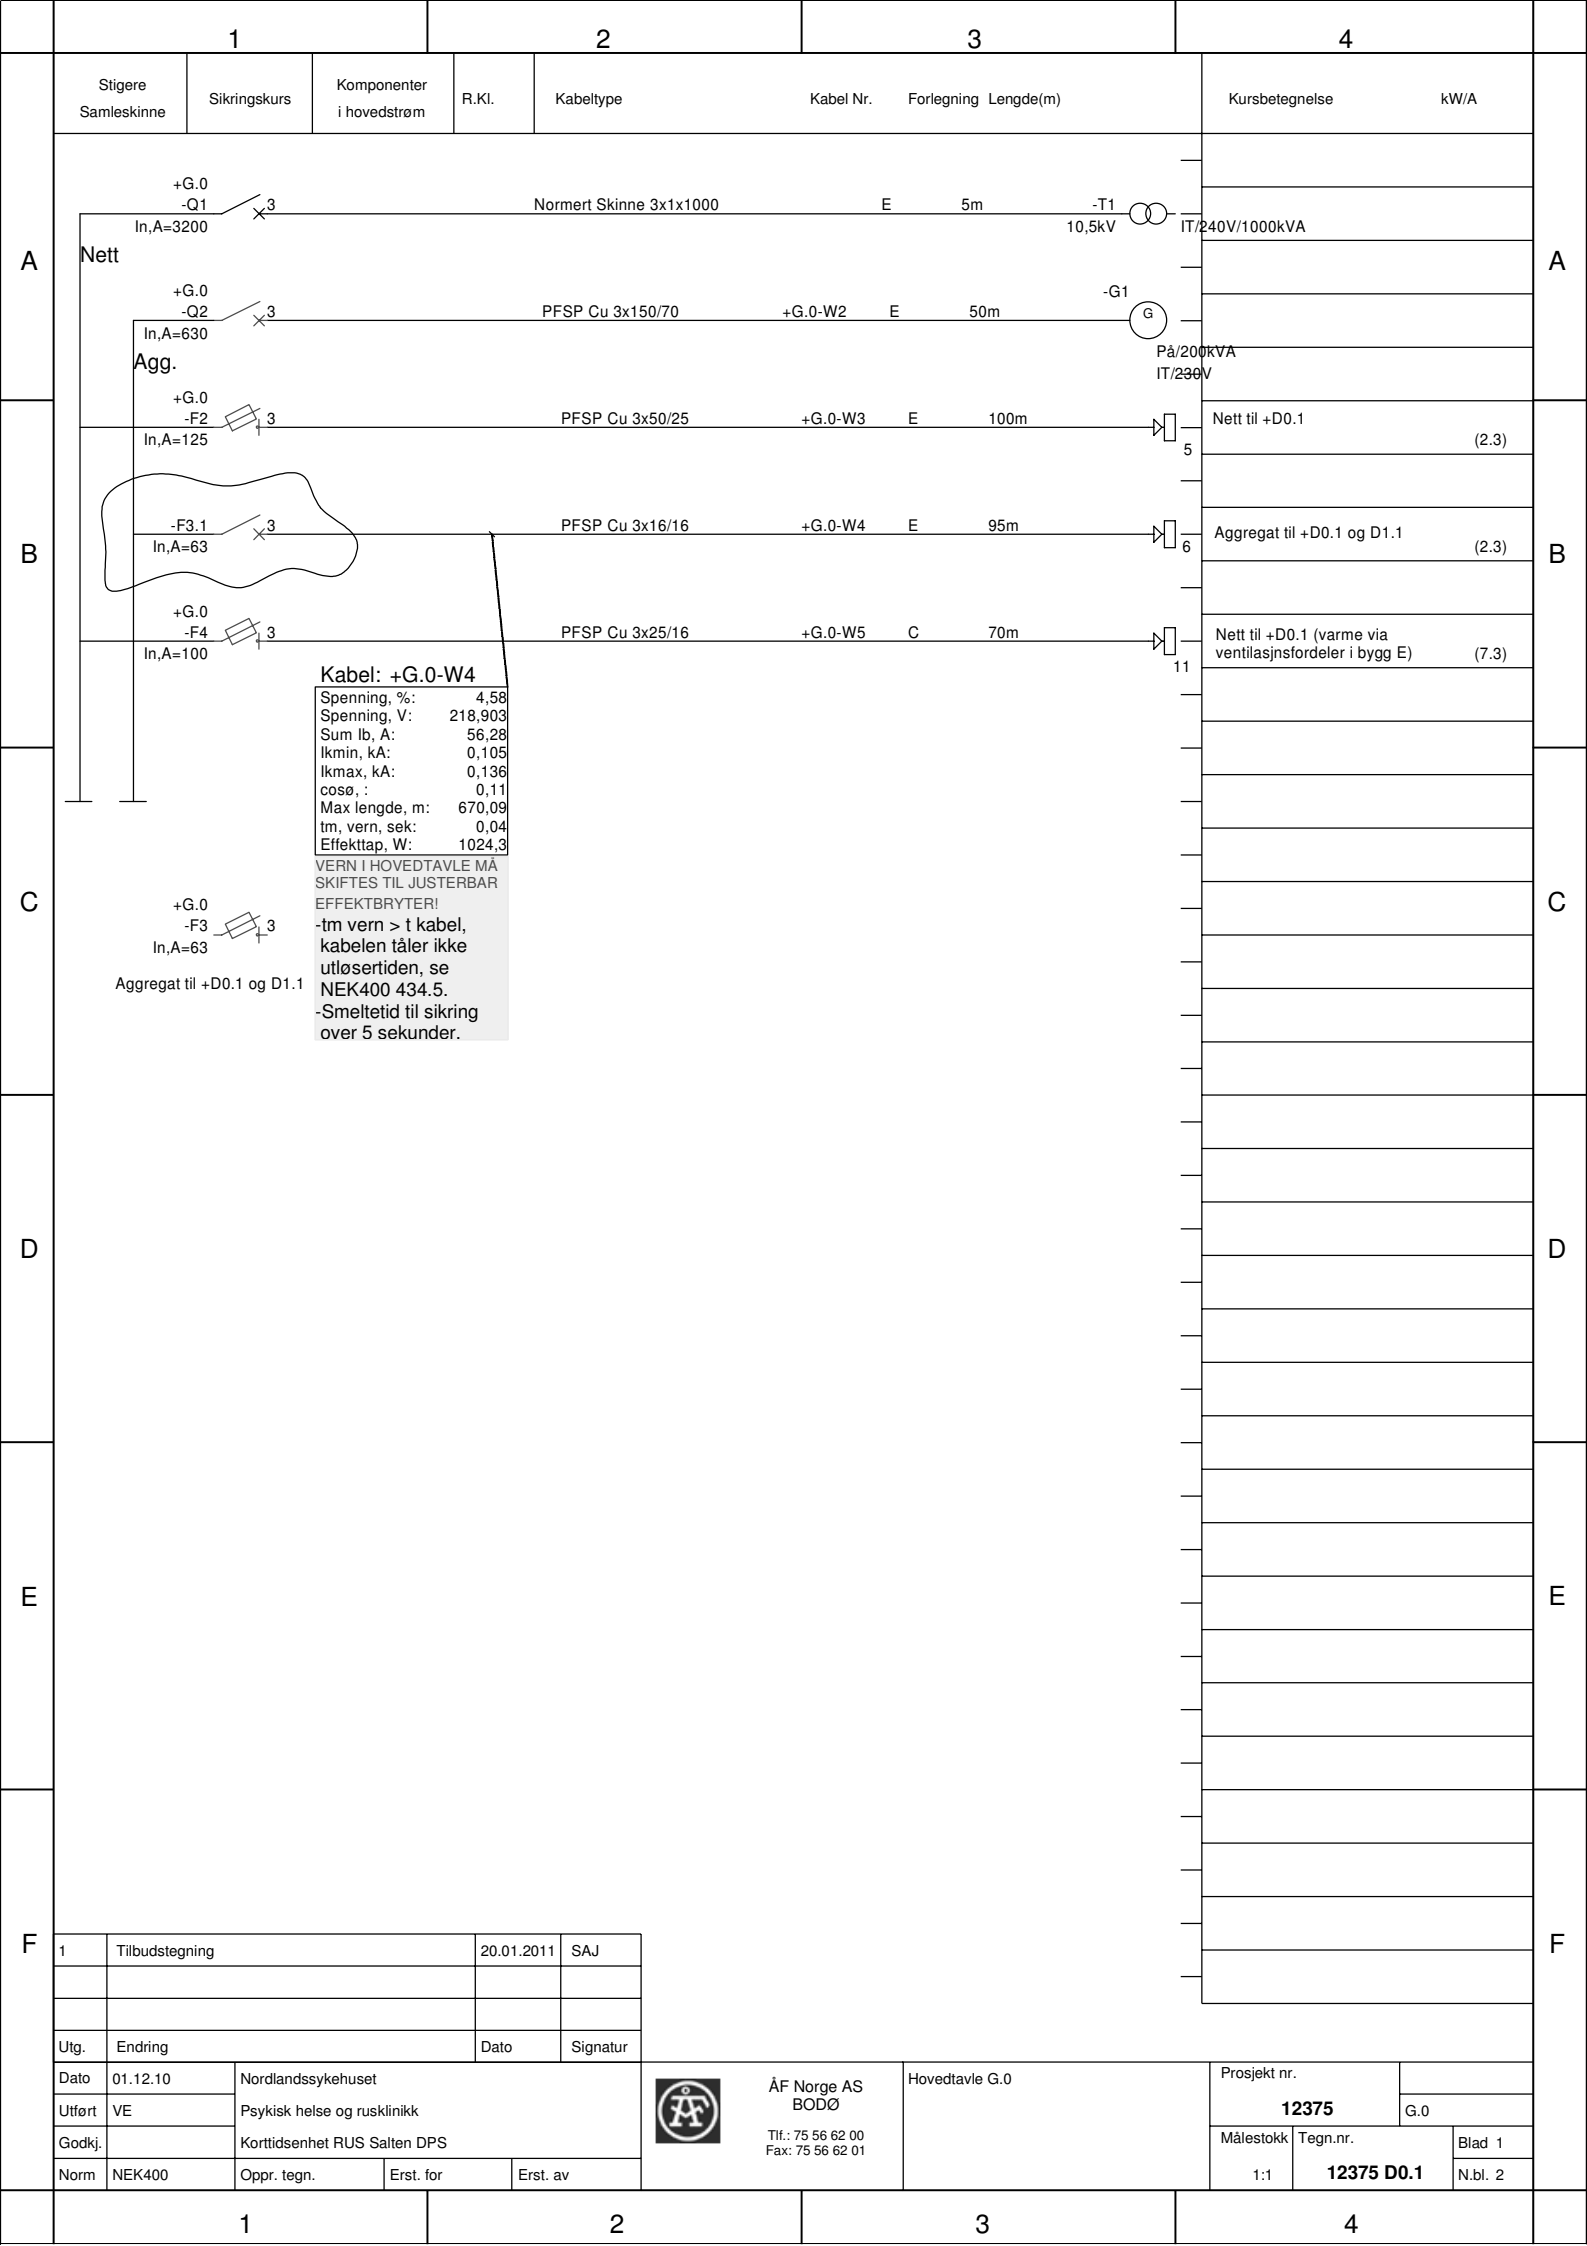 1 2 3 4
Stigere
Samleskinne
Sikringskurs
Komponenter
i hovedstrøm
R.Kl.
Kabeltype
Kabel Nr.
Forlegning
Lengde(m)
Kursbetegnelse
kW/A
A
A
+G.0
-Q1
3
In,A=3200
Normert Skinne 3x1x1000
E
5m
-T1
10,5kV
IT/240V/1000kVA
Nett
+G.0
-Q2
3
In,A=630
PFSP Cu 3x150/70
+G.0-W2
E
50m
-G1
G
På/200kVA
IT/230V
Agg.
B
B
+G.0
-F2
3
In,A=125
PFSP Cu 3x50/25
+G.0-W3
E
100m
5
Nett til +D0.1
(2.3)
-F3.1
3
In,A=63
PFSP Cu 3x16/16
+G.0-W4
E
95m
6
Aggregat til +D0.1 og D1.1
(2.3)
+G.0
-F4
3
In,A=100
PFSP Cu 3x25/16
+G.0-W5
C
70m
11
Nett til +D0.1 (varme via
ventilasjnsfordeler i bygg E)
(7.3)
Kabel: +G.0-W4
Spenning, %: 4,58
Spenning, V: 218,903
Sum Ib, A: 56,28
Ikmin, kA: 0,105
Ikmax, kA: 0,136
cosø, : 0,11
Max lengde, m: 670,09
tm, vern, sek: 0,04
Effekttap, W: 1024,3
VERN I HOVEDTAVLE MÅ
SKIFTES TIL JUSTERBAR
EFFEKTBRYTER!
-tm vern > t kabel,
kabelen tåler ikke
utløsertiden, se
NEK400 434.5.
-Smeltetid til sikring
over 5 sekunder.
C
C
+G.0
-F3
3
In,A=63
Aggregat til +D0.1 og D1.1
D
D
E
E
F
F
1 Tilbudstegning 20.01.2011 SAJ
Utg. Endring Dato Signatur
Dato 01.12.10 Nordlandssykehuset
Utført VE Psykisk helse og rusklinikk
Godkj. Korttidsenhet RUS Salten DPS
Norm NEK400 Oppr. tegn. Erst. for Erst. av
ÅF
ÅF Norge AS
BODØ
Tlf.: 75 56 62 00
Fax: 75 56 62 01
Hovedtavle G.0
Prosjekt nr.
12375
G.0
Målestokk
1:1
Tegn.nr.
12375 D0.1
Blad 1
N.bl. 2
1 2 3 4